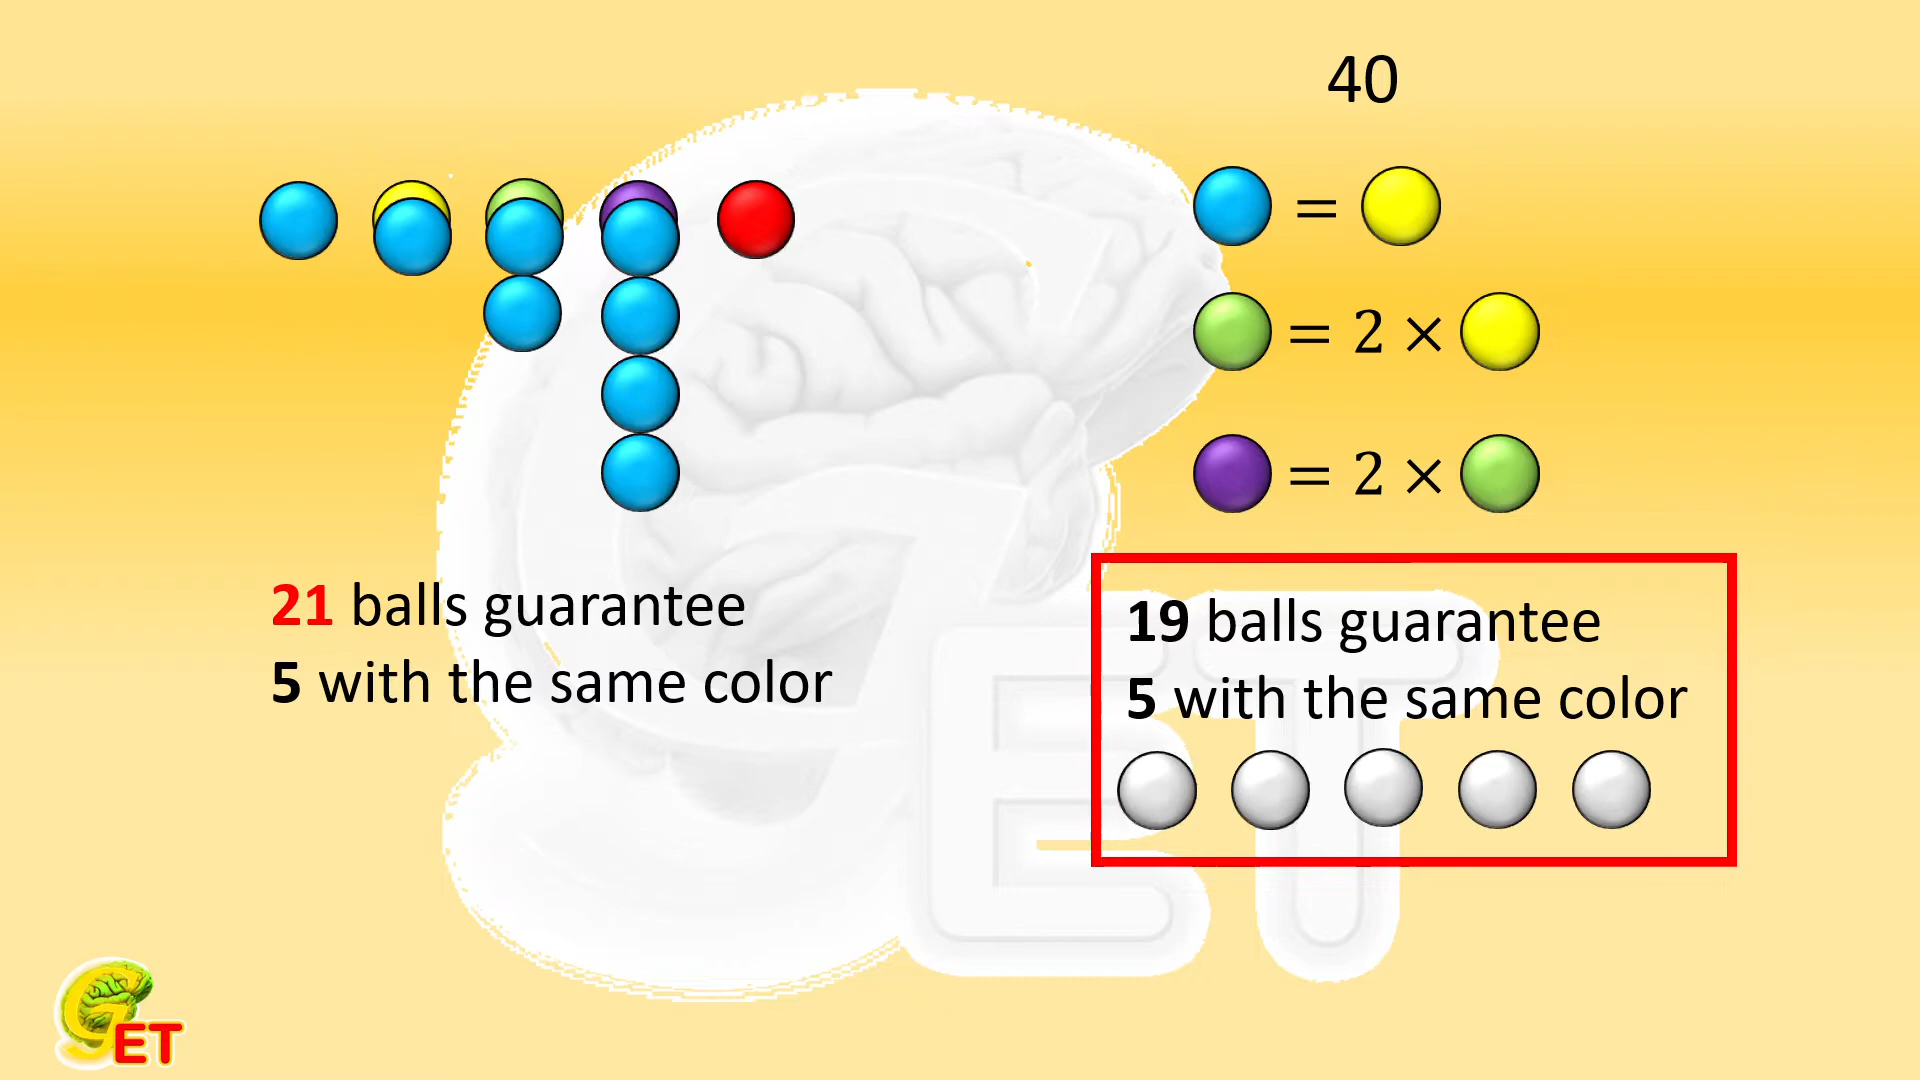 40
=
= 2 ×
= 2 ×
21 balls guarantee
5 with the same color
19 balls guarantee
5 with the same color
GET